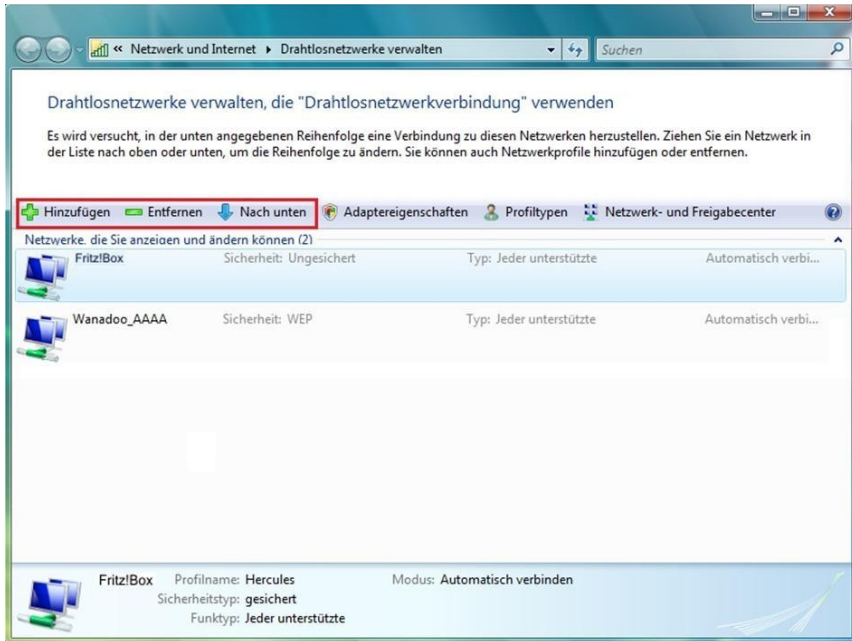 « Netzwerk und Internet Drahtlosnetzwerke verwalten Suchen
Drahtlosnetzwerke verwalten, die "Drahtlosnetzwerkverbindung" verwenden
Es wird versucht, in der unten angegebenen Reihenfolge eine Verbindung zu diesen Netzwerken herzustellen. Ziehen Sie ein Netzwerk in
der Liste nach oben oder unten, um die Reihenfolge zu ändern. Sie können auch Netzwerkprofile hinzufügen oder entfernen.
Hinzufügen Entfernen Nach unten Adaptereigenschaften Profiltypen Netzwerk- und Freigabecenter
Netzwerke, die Sie anzeigen und ändern können (2)
Fritz!Box Sicherheit: Ungesichert Typ: Jeder unterstützte Automatisch verbi...
Wanadoo_AAAA Sicherheit: WEP Typ: Jeder unterstützte Automatisch verbi...
Fritz!Box Profilname: Hercules Modus: Automatisch verbinden
Sicherheitstyp: gesichert
Funktyp: Jeder unterstützte